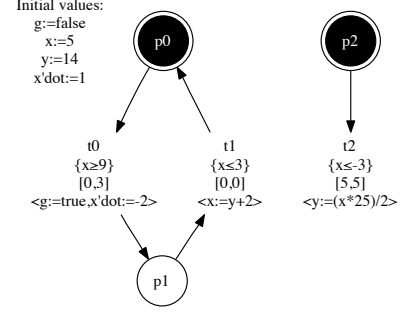 Initial values:
g:=false
x:=5
y:=14
x'dot:=1
p0
p2
t0
{x≥9}
[0,3]
<g:=true,x'dot:=-2>
t1
{x≤3}
[0,0]
<x:=y+2>
t2
{x≤-3}
[5,5]
<y:=(x*25)/2>
p1